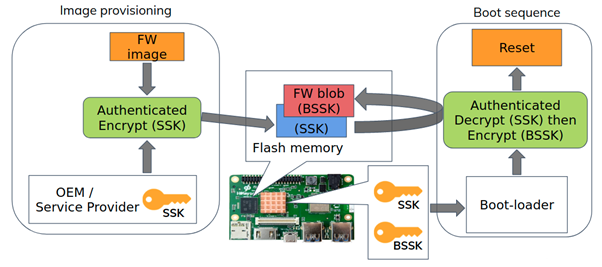 Image provisioning
FW
image
Authenticated
Encrypt (SSK)
OEM /
Service Provider
SSK
FW blob
(BSSK)
(SSK)
Flash memory
SSK
BSSK
Boot sequence
Reset
Authenticated
Decrypt (SSK) then
Encrypt (BSSK)
Boot-loader